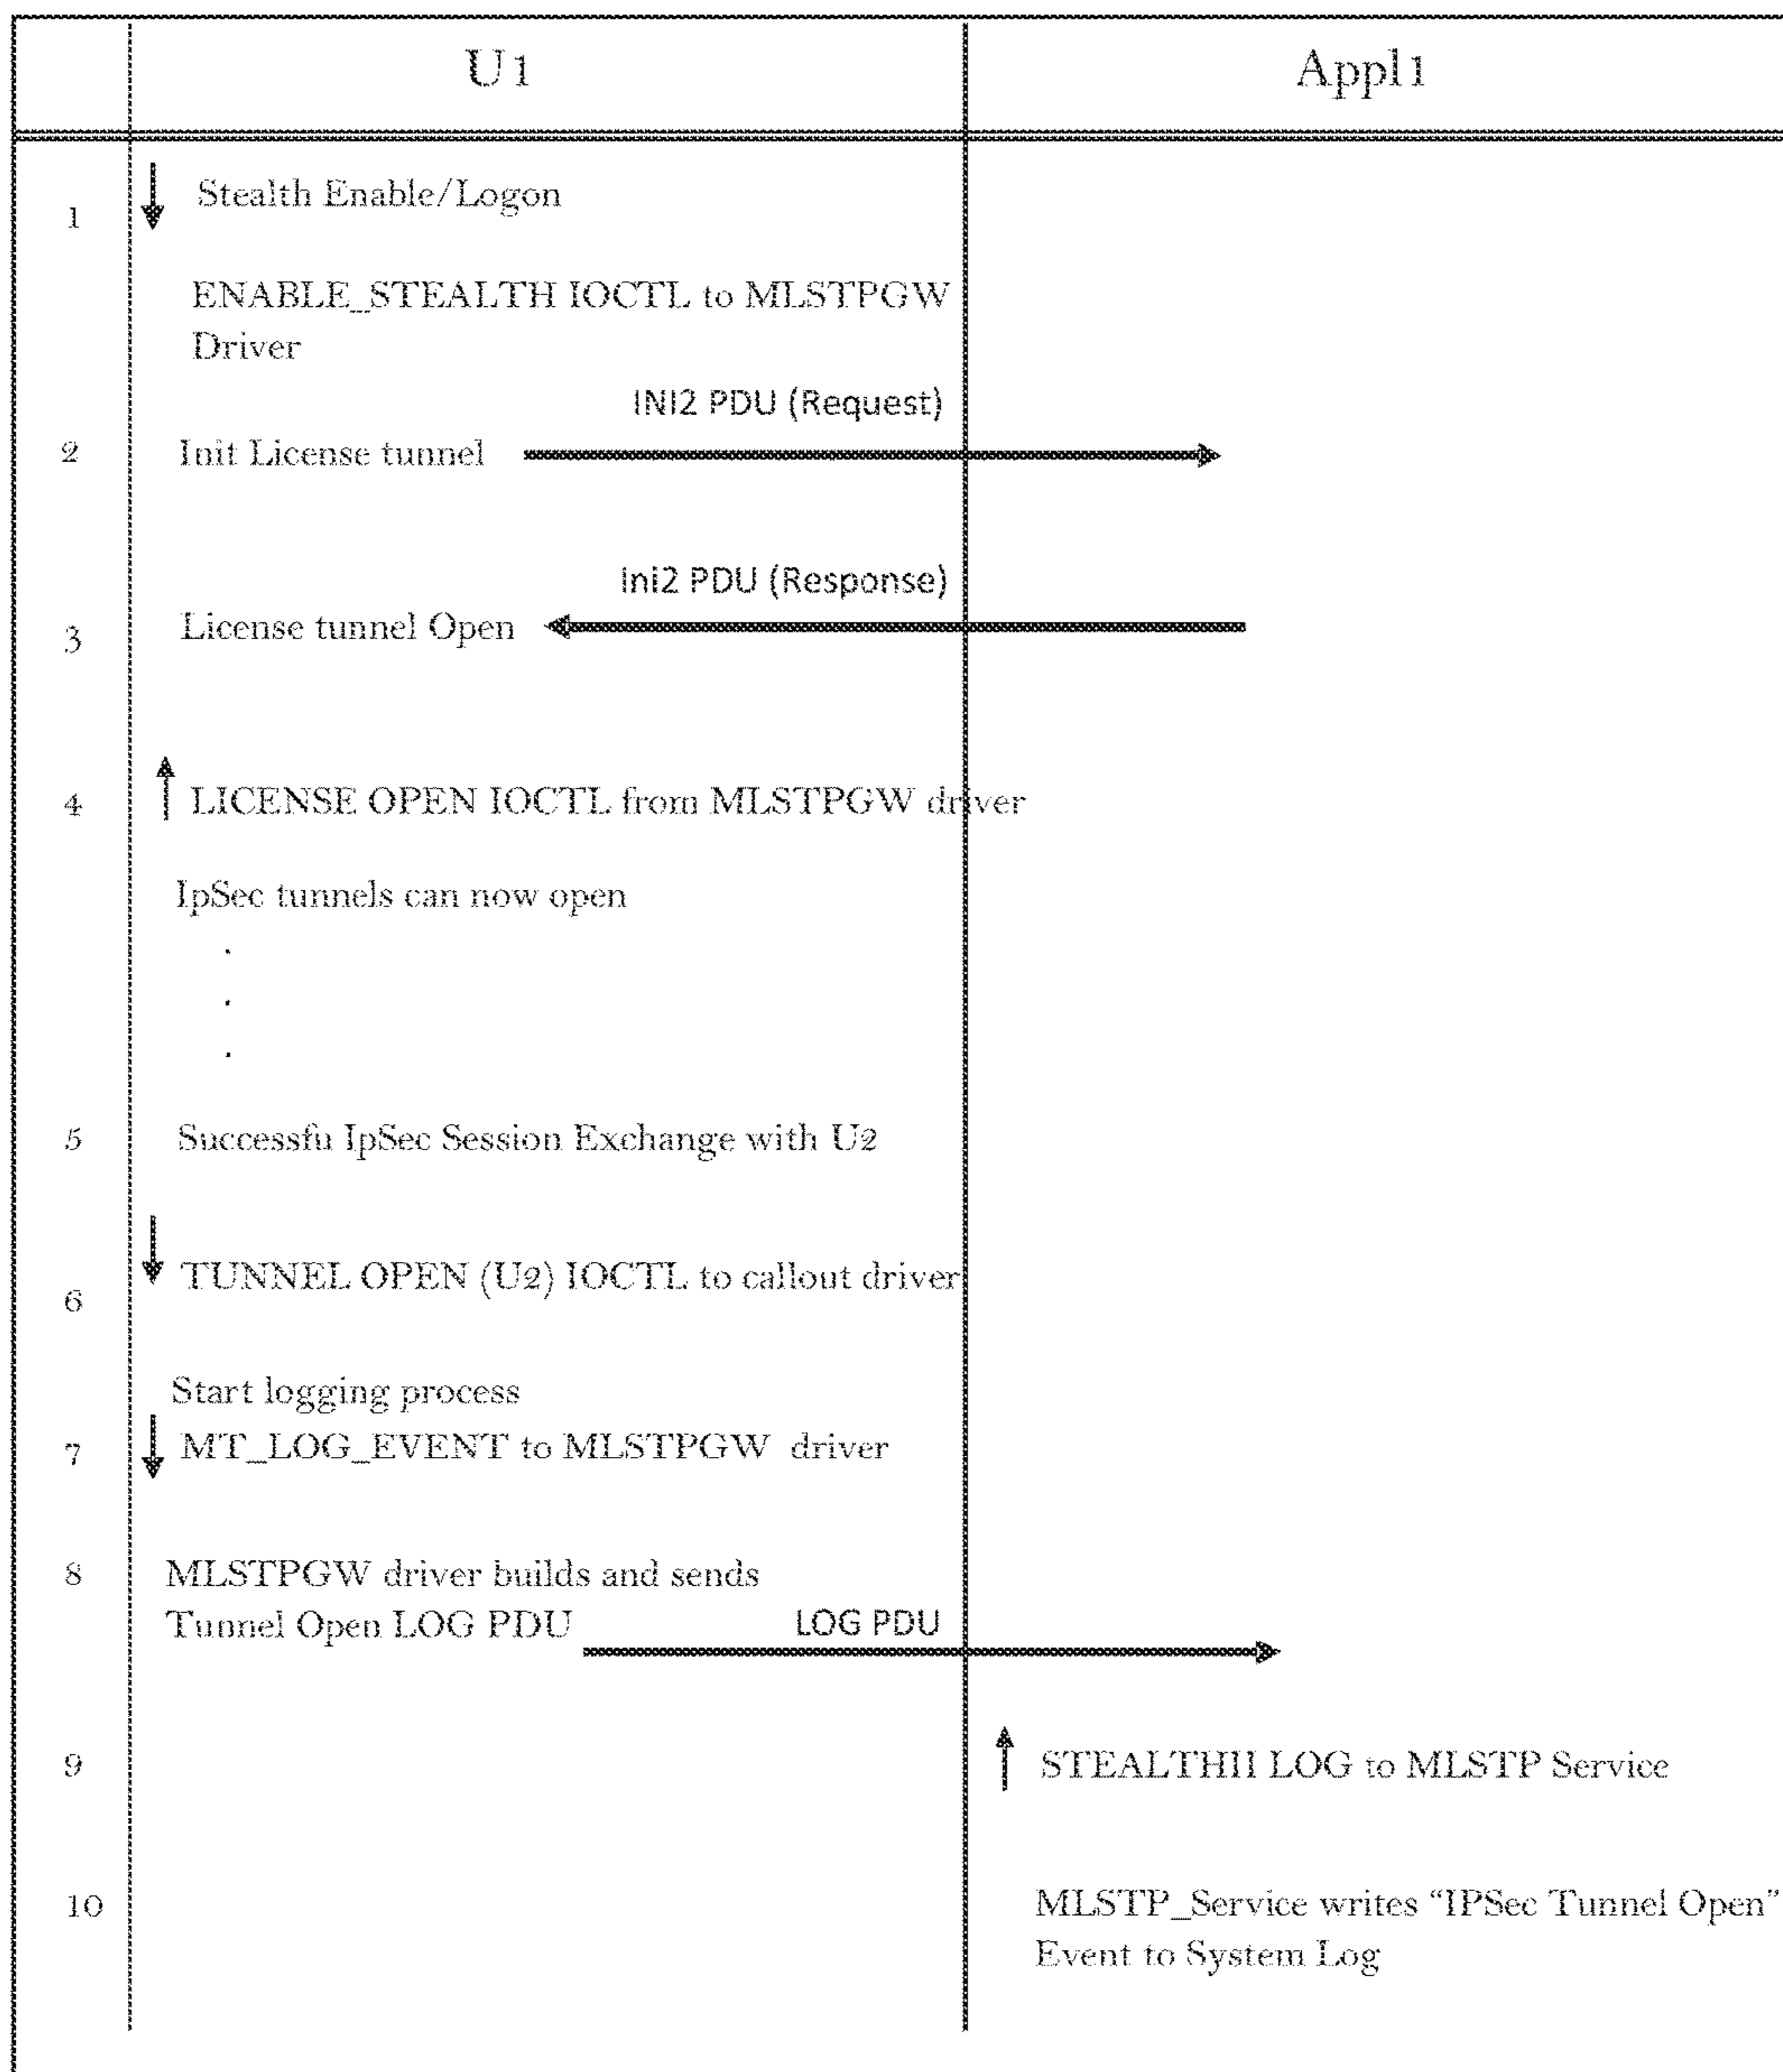 U1
Appl1
1
Stealth Enable/Logon
ENABLE_STEALTH IOCTL to MLSTPGW
Driver
INI2 PDU (Request)
2
Init License tunnel
Ini2 PDU (Response)
3
License tunnel Open
4
LICENSE OPEN IOCTL from MLSTPGW driver
IpSec tunnels can now open
.
.
.
5
Successfu IpSec Session Exchange with U2
TUNNEL OPEN (U2) IOCTL to callout driver
6
Start logging process
7
MT_LOG_EVENT to MLSTPGW driver
8
MLSTPGW driver builds and sends
Tunnel Open LOG PDU
LOG PDU
9
STEALTHII LOG to MLSTP Service
10
MLSTP_Service writes “IPSec Tunnel Open”
Event to System Log